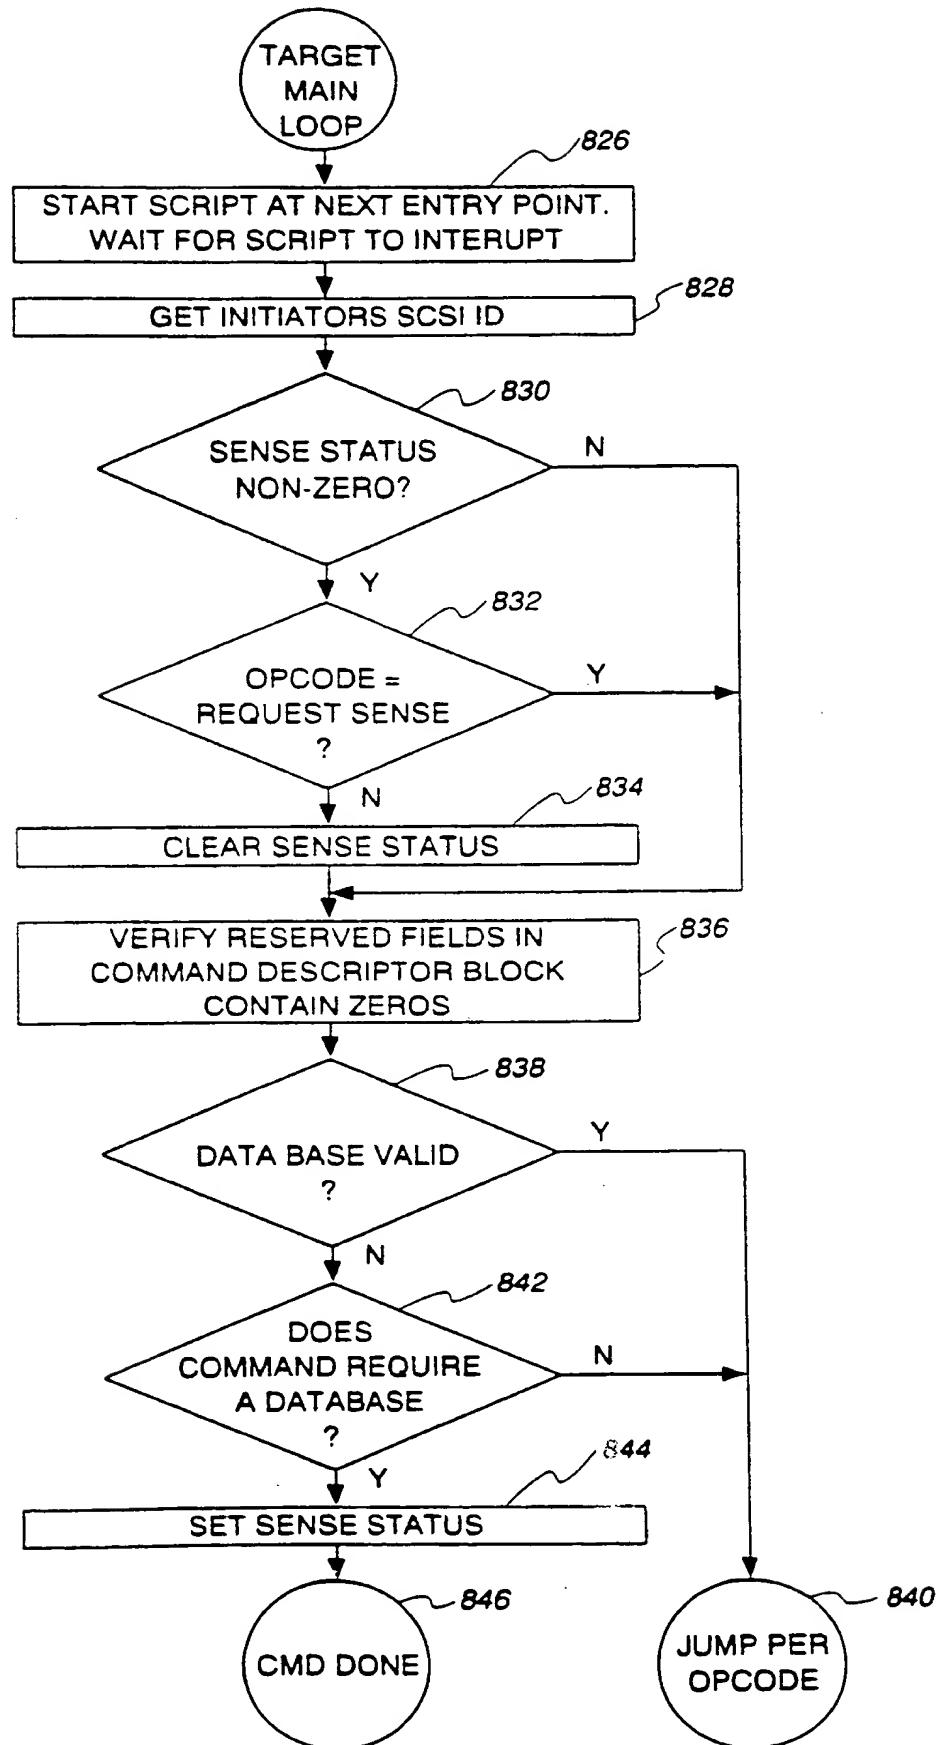 TARGET
MAIN
LOOP
826
START SCRIPT AT NEXT ENTRY POINT.
WAIT FOR SCRIPT TO INTERUPT
828
GET INITIATORS SCSI ID
830
SENSE STATUS
NON-ZERO?
N
Y
832
OPCODE =
REQUEST SENSE
?
Y
N
834
CLEAR SENSE STATUS
836
VERIFY RESERVED FIELDS IN
COMMAND DESCRIPTOR BLOCK
CONTAIN ZEROS
838
DATA BASE VALID
?
Y
N
842
DOES
COMMAND REQUIRE
A DATABASE
?
N
Y
844
SET SENSE STATUS
846
CMD DONE
840
JUMP PER
OPCODE